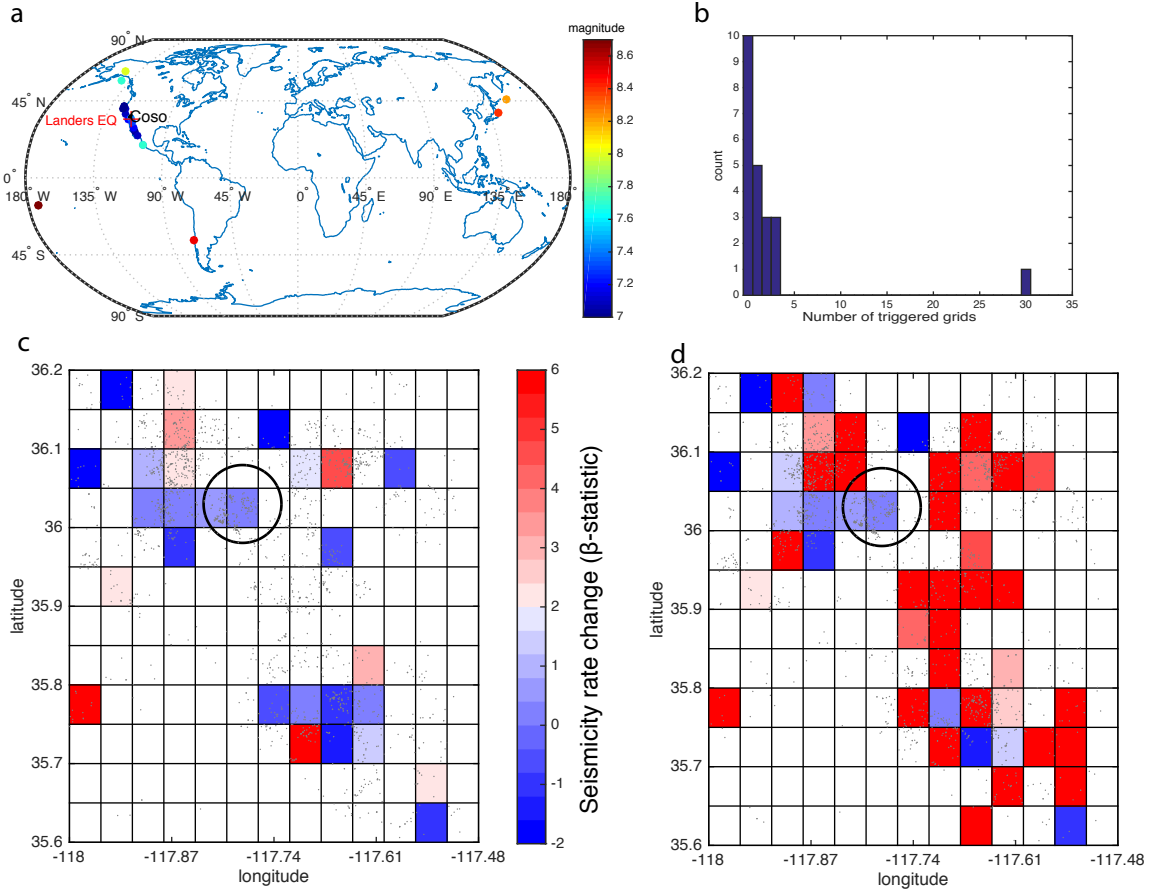 a
magnitude
90° N
45° N
Landers EQ
Coso
0°
180° W
135° W
90° W
45° W
0
45° E
90° E
135° E
180
45° S
90° S
8.6
8.4
8.2
8
7.8
7.6
7.4
7.2
7
b
count
10
9
8
7
6
5
4
3
2
1
0
0 5 10 15 20 25 30 35
Number of triggered grids
c
latitude
36.2
36.1
36
35.9
35.8
35.7
35.6
-118 -117.87 -117.74 -117.61 -117.48
longitude
6
5
4
3
2
1
0
-1
-2
Seismicity rate change (β-statistic)
d
latitude
36.2
36.1
36
35.9
35.8
35.7
35.6
-118 -117.87 -117.74 -117.61 -117.48
longitude